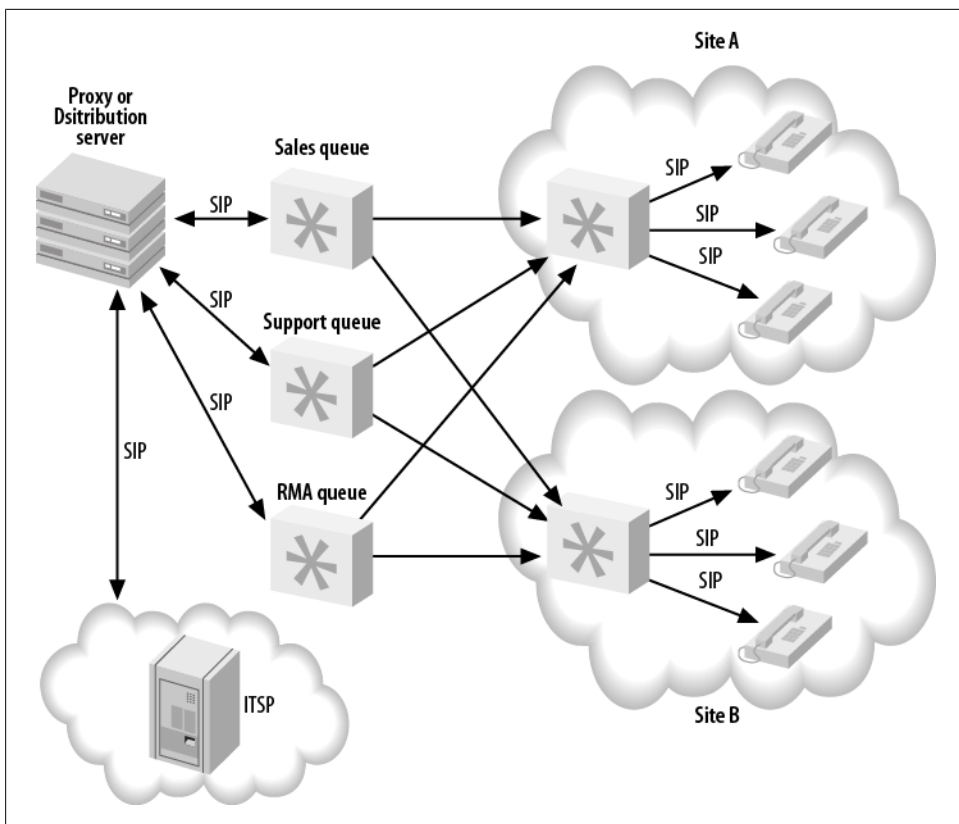 Site A
Proxy or
Dsitribution
server
Sales queue
SIP
SIP
SIP
SIP
SIP
Support queue
SIP
SIP
RMA queue
SIP
SIP
SIP
ITSP
Site B